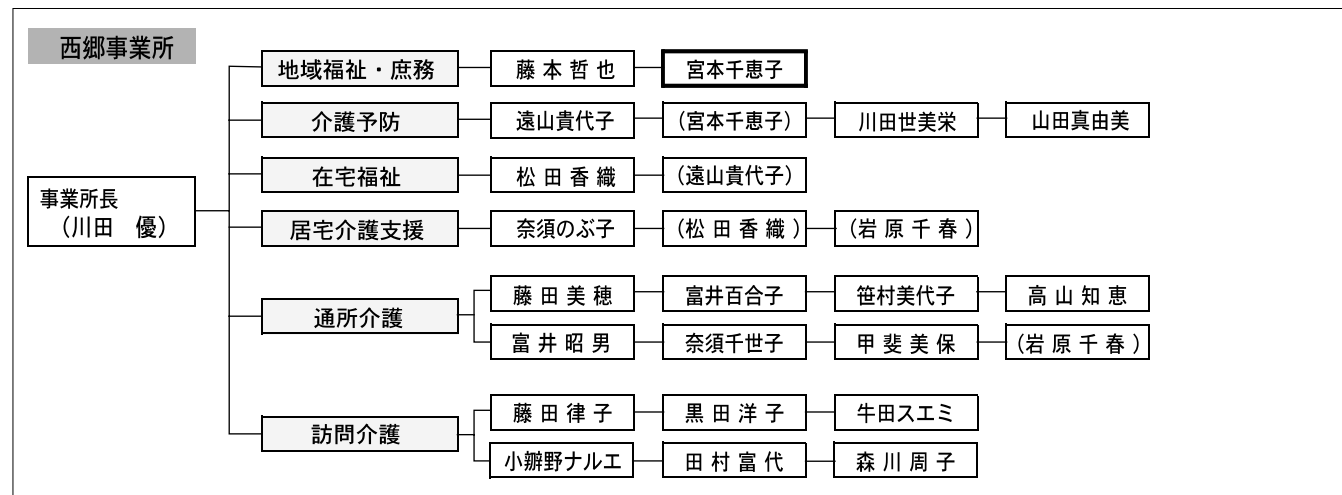 西郷事業所
地域福祉・庶務 藤本哲也 宮本千恵子
介護予防 遠山貴代子 (宮本千恵子) 川田世美栄 山田真由美
在宅福祉 松田香織 (遠山貴代子)
事業所長
(川田 優)
居宅介護支援 奈須のぶ子 (松田香織) (岩原千春)
通所介護
藤田美穂 富井百合子 笹村美代子 高山知恵
富井昭男 奈須千世子 甲斐美保 (岩原千春)
訪問介護
藤田律子 黒田洋子 牛田スエミ
小辧野ナルエ 田村富代 森川周子